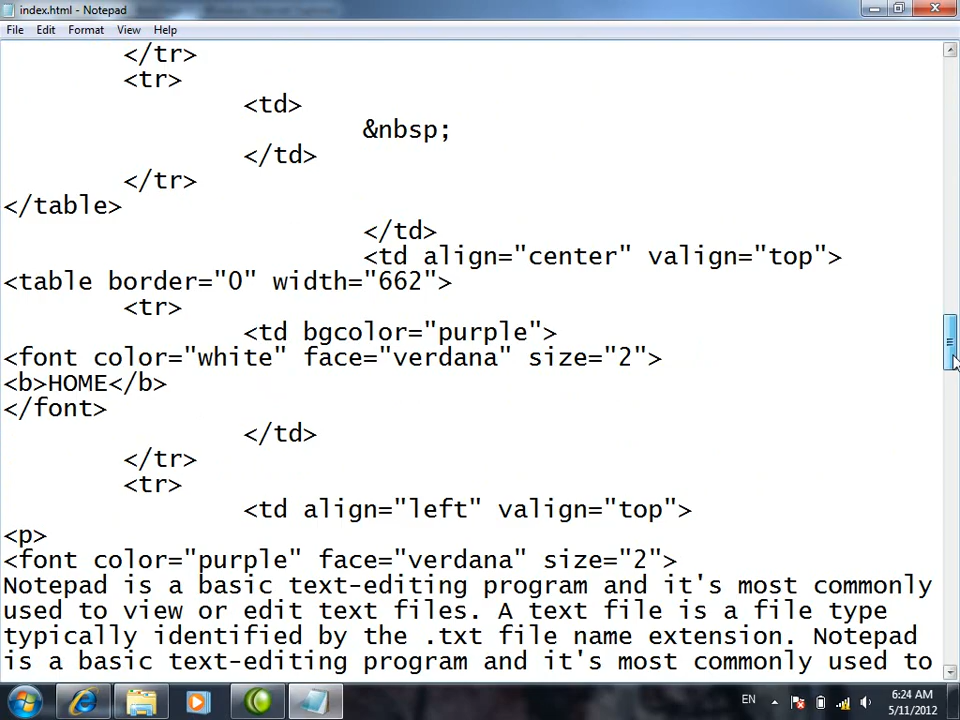 index.html - Notepad
File Edit Format View Help
</tr>
<tr>
<td>
&nbsp;
</td>
</tr>
</table>
</td>
<td align="center" valign="top">
<table border="0" width="662">
<tr>
<td bgcolor="purple">
<font color="white" face="verdana" size="2">
<b>HOME</b>
</font>
</td>
</tr>
<tr>
<td align="left" valign="top">
<p>
<font color="purple" face="verdana" size="2">
Notepad is a basic text-editing program and it's most commonly
used to view or edit text files. A text file is a file type
typically identified by the .txt file name extension. Notepad
is a basic text-editing program and it's most commonly used to
EN
6:24 AM
5/11/2012